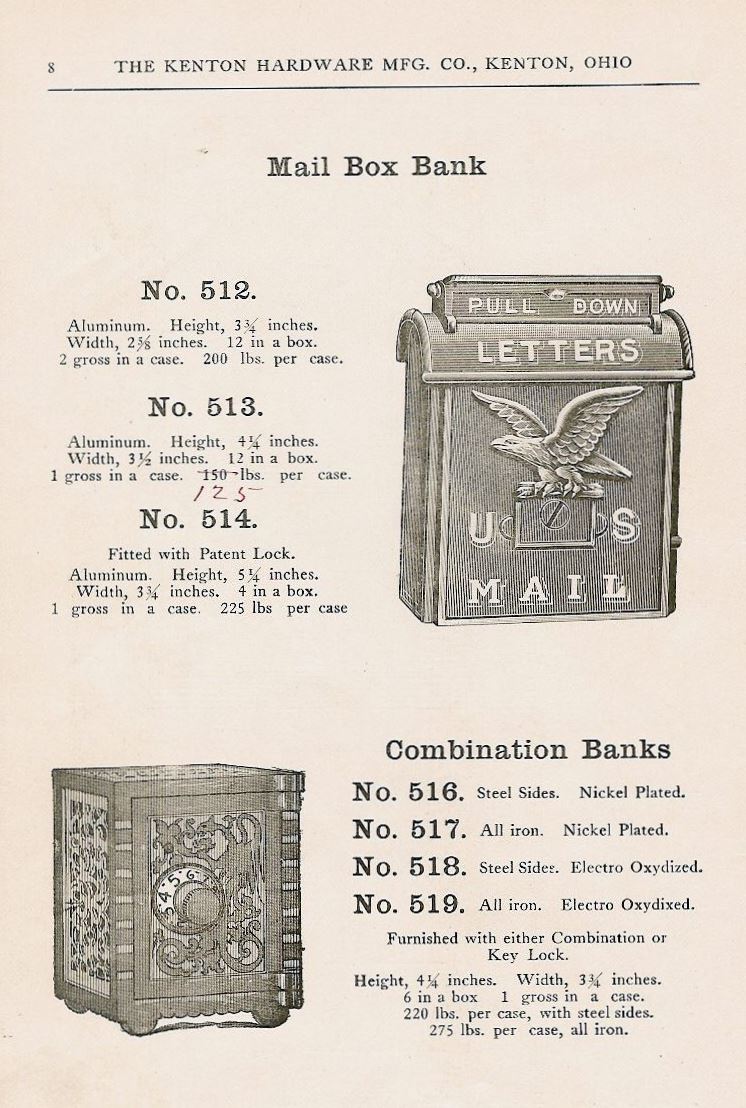 8 THE KENTON HARDWARE MFG. CO., KENTON, OHIO
Mail Box Bank
No. 512.
Aluminum. Height, 3¾ inches.
Width, 2⅝ inches. 12 in a box.
2 gross in a case. 200 lbs. per case.
No. 513.
Aluminum. Height, 4¼ inches.
Width, 3½ inches. 12 in a box.
1 gross in a case. 150 lbs. per case.
125
No. 514.
Fitted with Patent Lock.
Aluminum. Height, 5¼ inches.
Width, 3¾ inches. 4 in a box.
1 gross in a case. 225 lbs per case
PULL DOWN
LETTERS
U S
MAIL
Combination Banks
No. 516. Steel Sides. Nickel Plated.
No. 517. All iron. Nickel Plated.
No. 518. Steel Sides. Electro Oxydized.
No. 519. All iron. Electro Oxydixed.
Furnished with either Combination or
Key Lock.
Height, 4¼ inches. Width, 3¾ inches.
6 in a box 1 gross in a case.
220 lbs. per case, with steel sides.
275 lbs. per case, all iron.
4 5 6